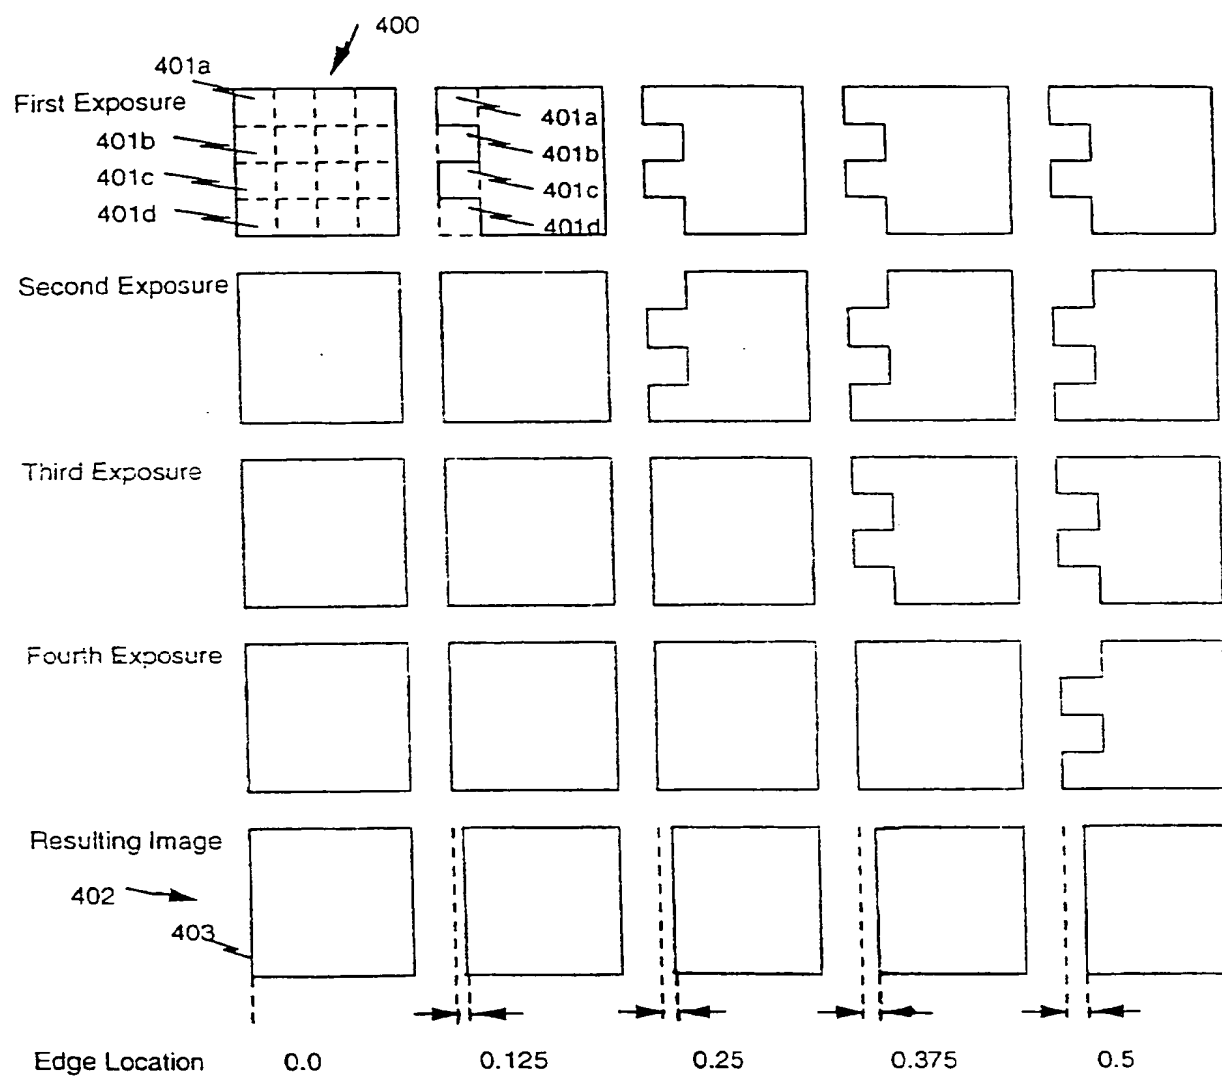 400
401a
First Exposure
401b
401c
401d
401a
401b
401c
401d
Second Exposure
Third Exposure
Fourth Exposure
Resulting Image
402
403
Edge Location 0.0 0.125 0.25 0.375 0.5